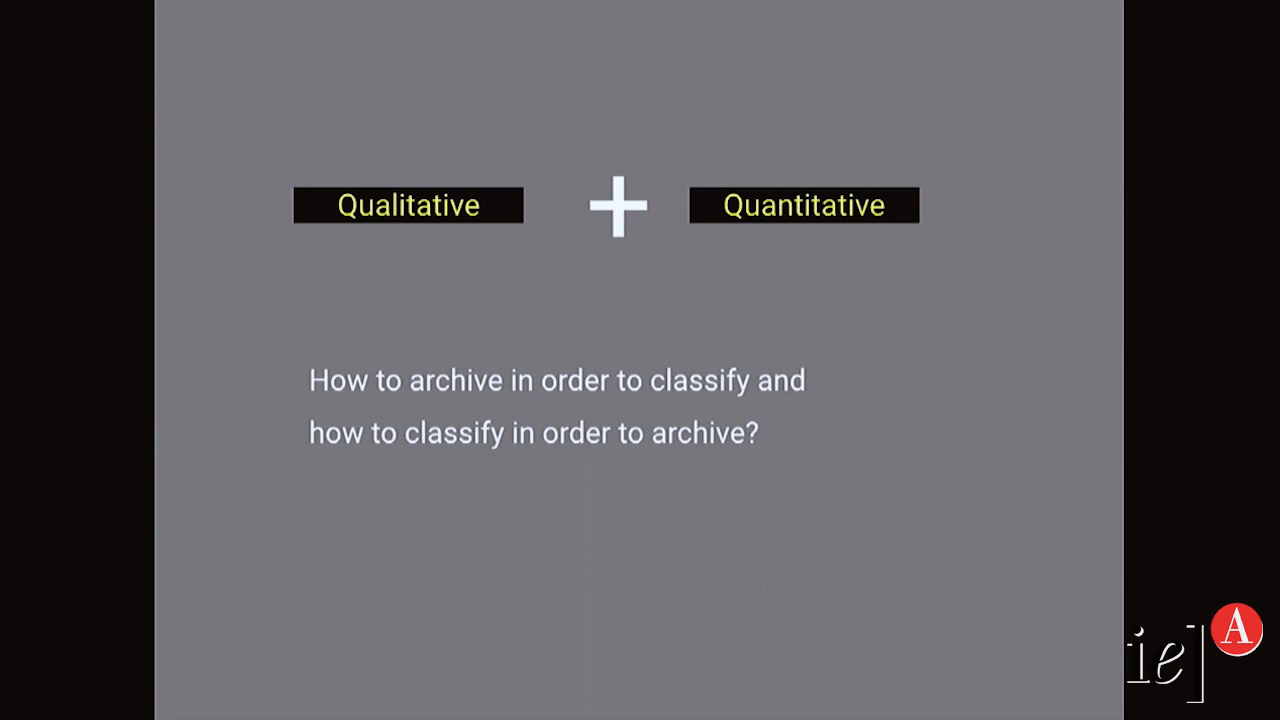 Qualitative + Quantitative
How to archive in order to classify and
how to classify in order to archive?
ie]
A